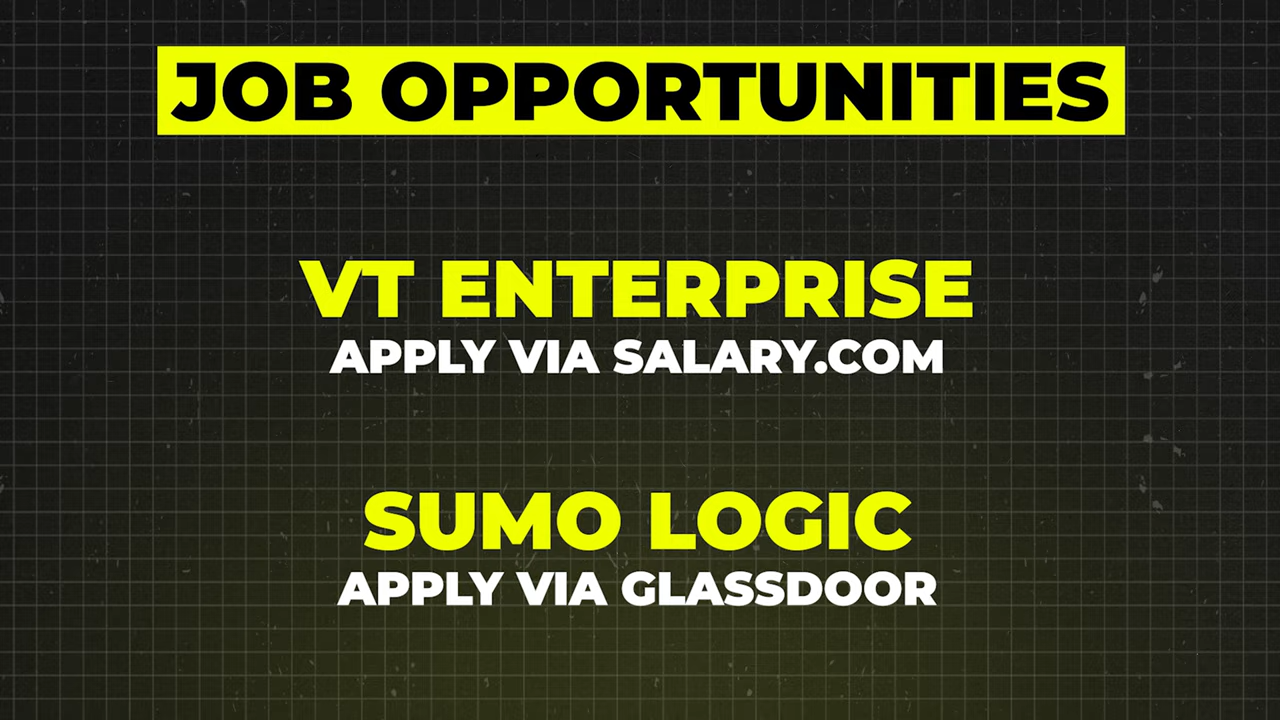 JOB OPPORTUNITIES
VT ENTERPRISE
APPLY VIA SALARY.COM
SUMO LOGIC
APPLY VIA GLASSDOOR